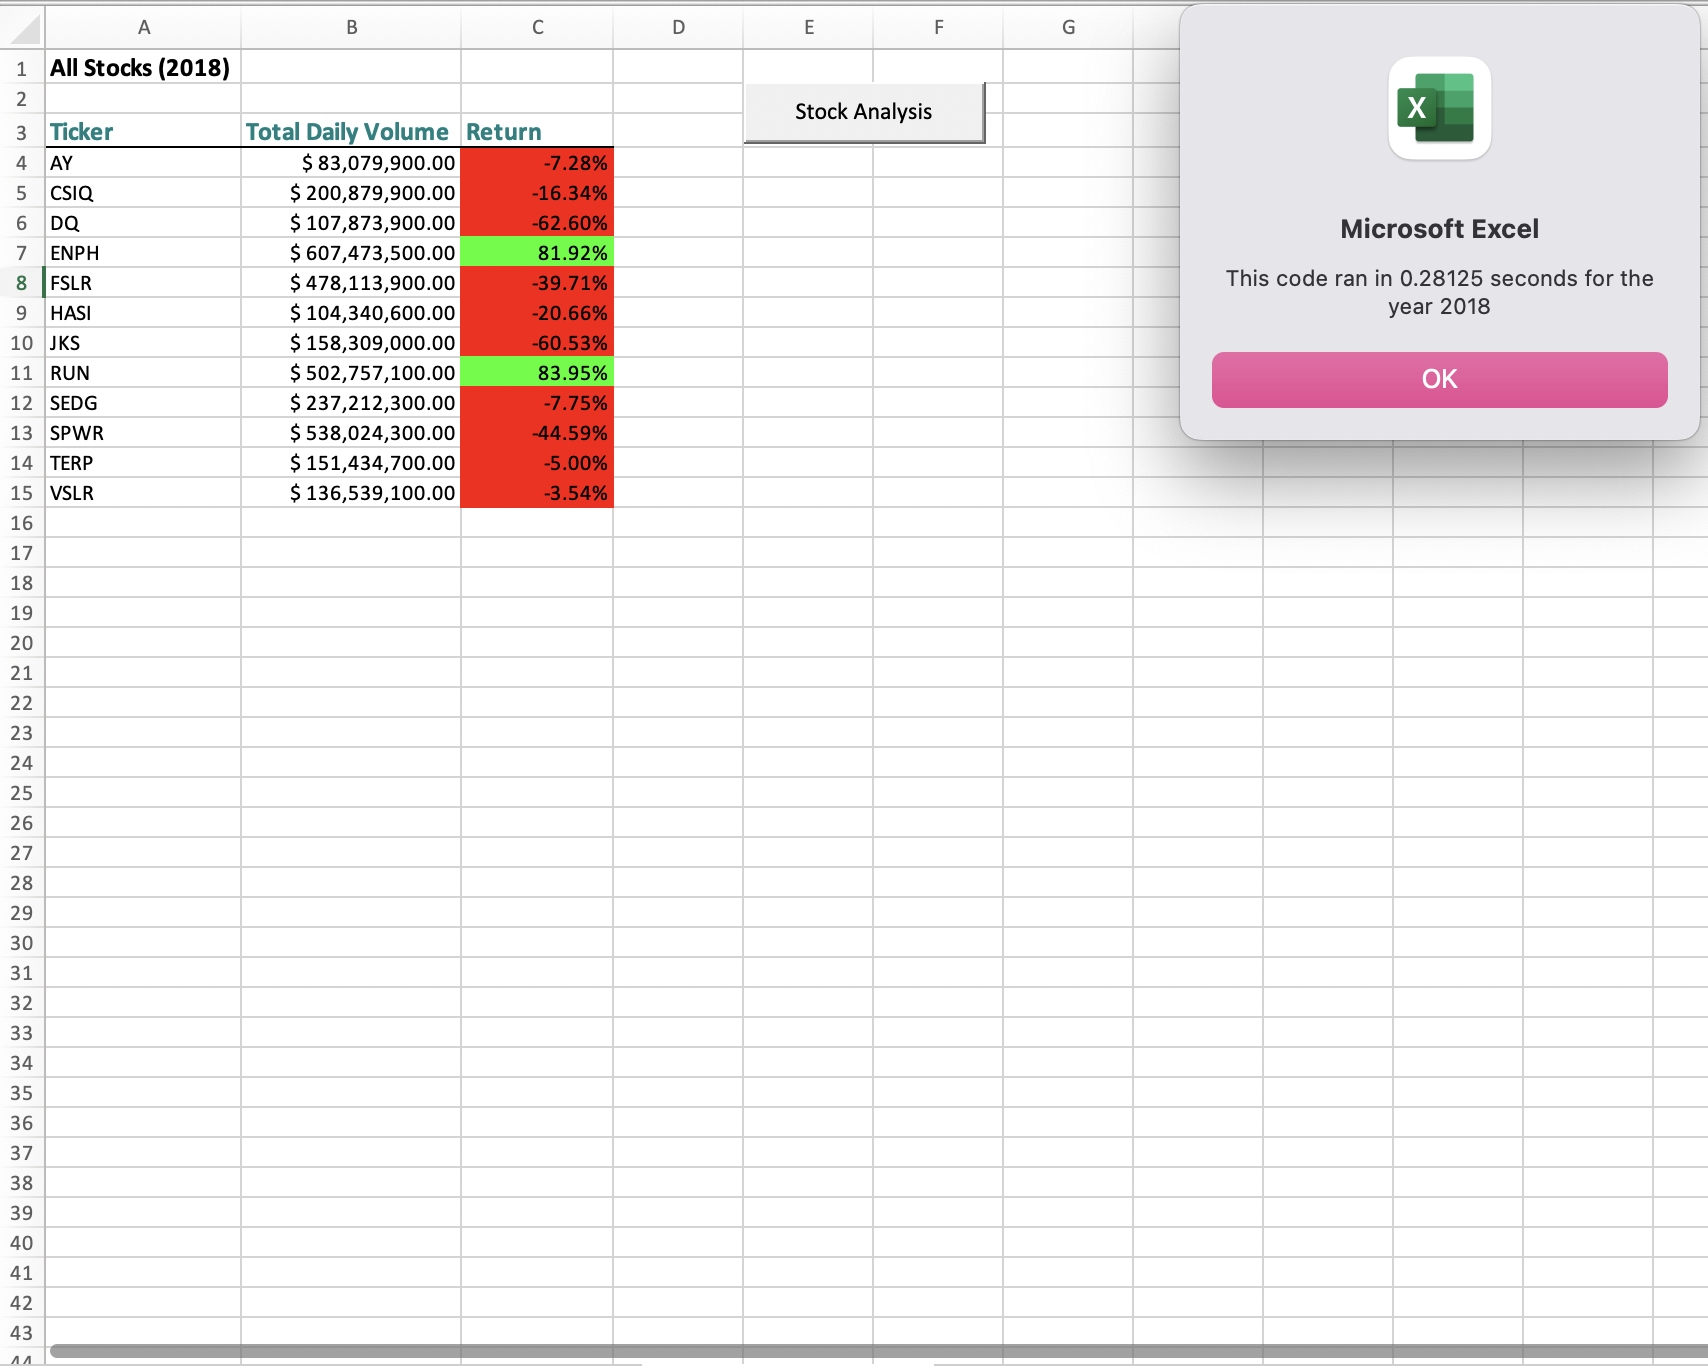 A B C D E F G
1 All Stocks (2018)
2
3 Ticker Total Daily Volume Return
4 AY $ 83,079,900.00 -7.28%
5 CSIQ $ 200,879,900.00 -16.34%
6 DQ $ 107,873,900.00 -62.60%
7 ENPH $ 607,473,500.00 81.92%
8 FSLR $ 478,113,900.00 -39.71%
9 HASI $ 104,340,600.00 -20.66%
10 JKS $ 158,309,000.00 -60.53%
11 RUN $ 502,757,100.00 83.95%
12 SEDG $ 237,212,300.00 -7.75%
13 SPWR $ 538,024,300.00 -44.59%
14 TERP $ 151,434,700.00 -5.00%
15 VSLR $ 136,539,100.00 -3.54%
16
17
18
19
20
21
22
23
24
25
26
27
28
29
30
31
32
33
34
35
36
37
38
39
40
41
42
43
44
Stock Analysis
X
Microsoft Excel
This code ran in 0.28125 seconds for the
year 2018
OK